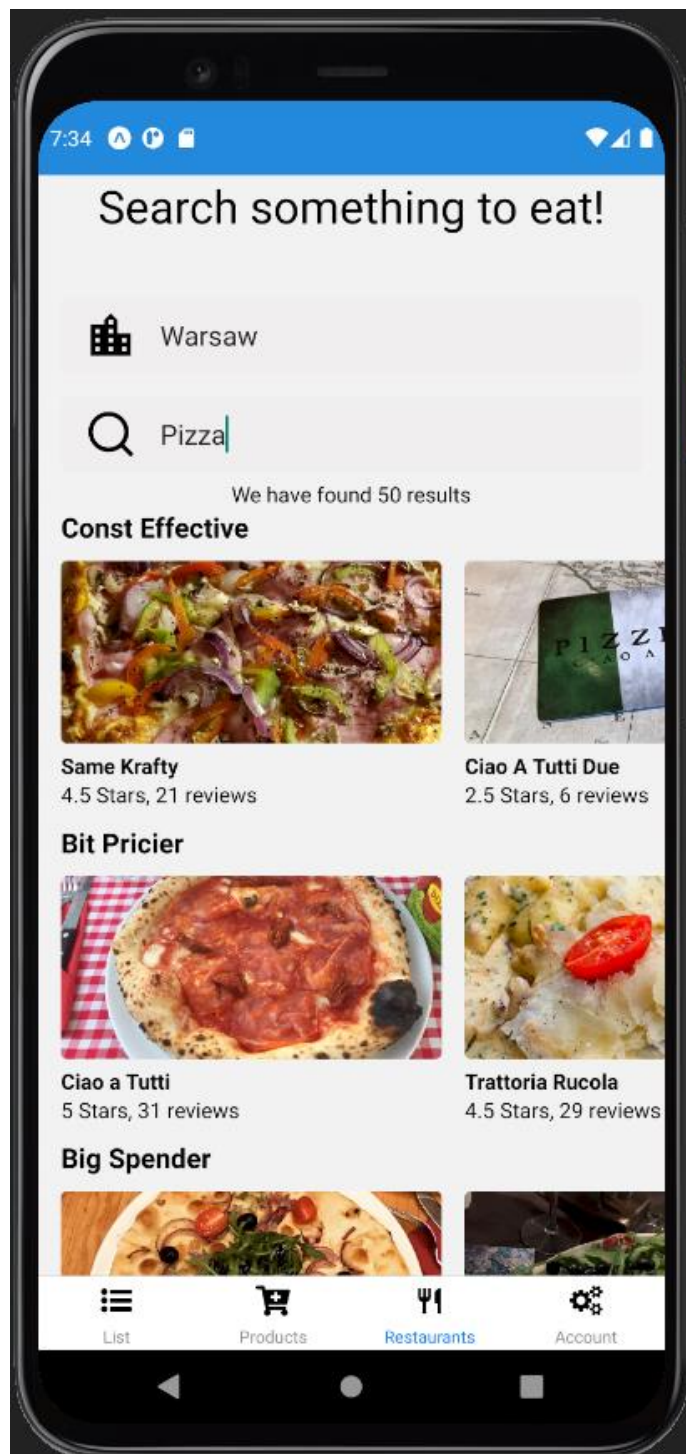 7:34
Search something to eat!
Warsaw
Pizza
We have found 50 results
Const Effective
PIZZ
CIAO A
Same Krafty
4.5 Stars, 21 reviews
Ciao A Tutti Due
2.5 Stars, 6 reviews
Bit Pricier
Ciao a Tutti
5 Stars, 31 reviews
Trattoria Rucola
4.5 Stars, 29 reviews
Big Spender
List
Products
Restaurants
Account